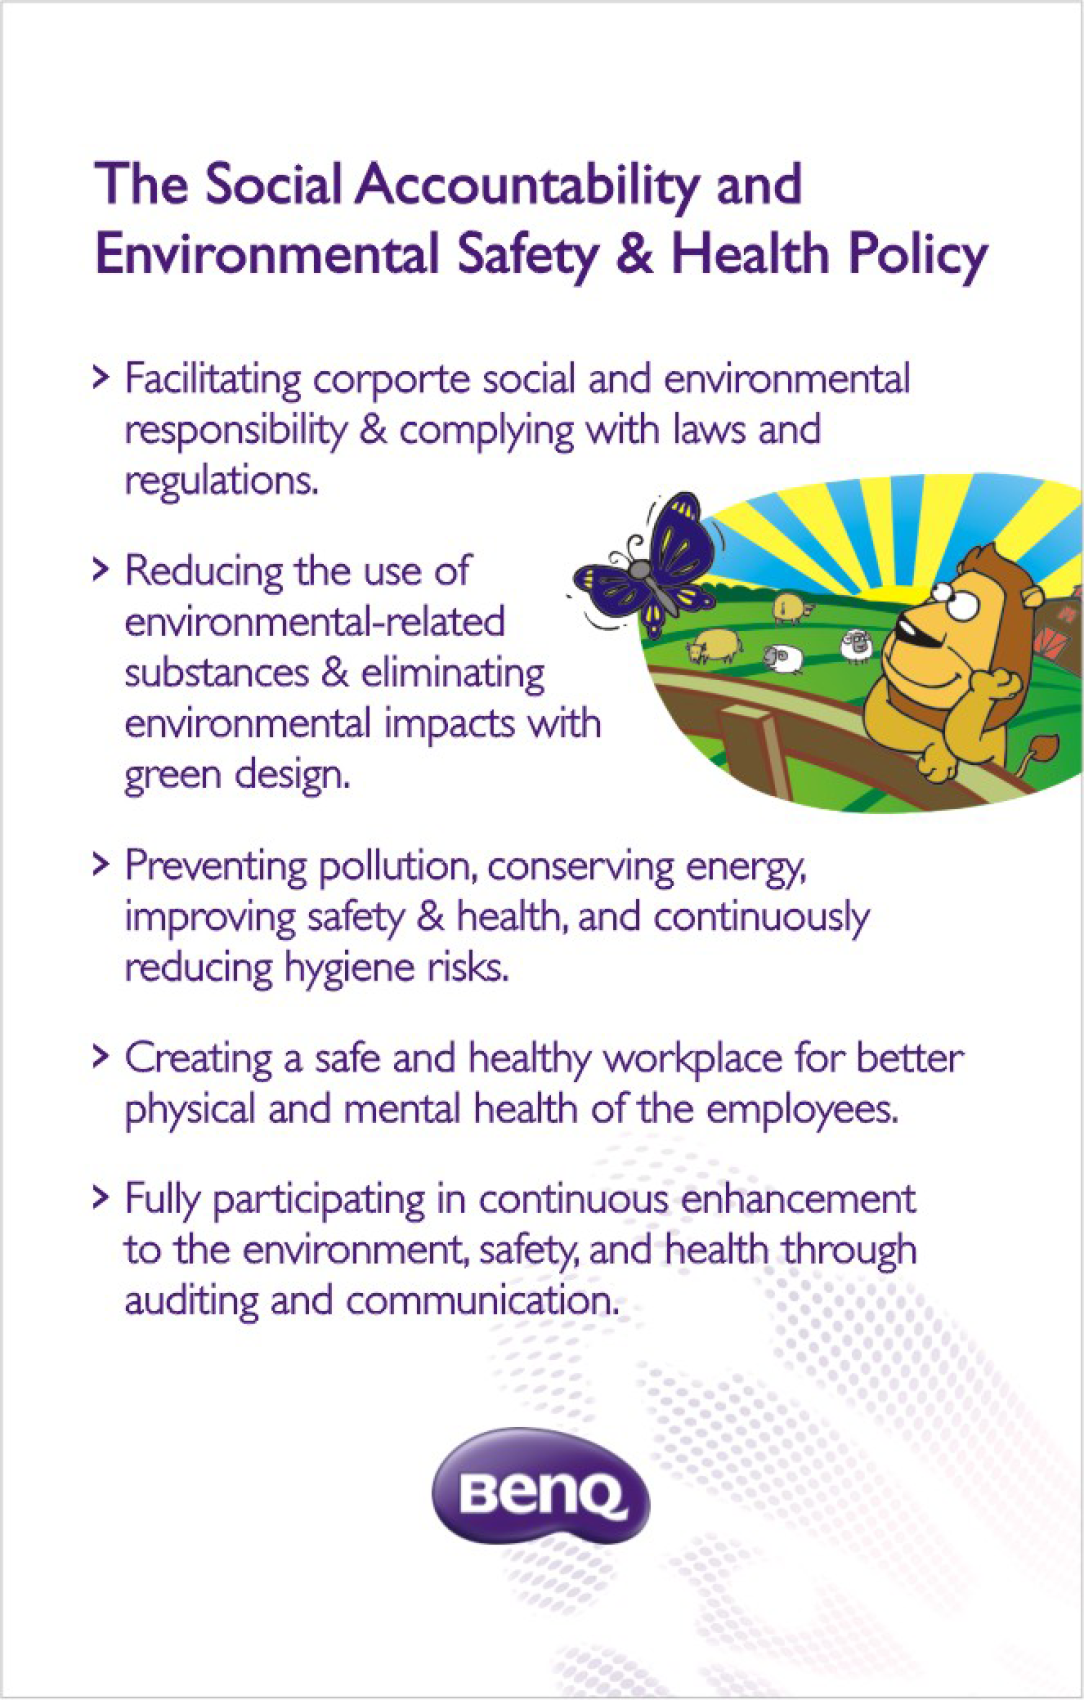 The Social Accountability and
Environmental Safety & Health Policy
> Facilitating corporte social and environmental
responsibility & complying with laws and
regulations.
> Reducing the use of
environmental-related
substances & eliminating
environmental impacts with
green design.
> Preventing pollution, conserving energy,
improving safety & health, and continuously
reducing hygiene risks.
> Creating a safe and healthy workplace for better
physical and mental health of the employees.
> Fully participating in continuous enhancement
to the environment, safety, and health through
auditing and communication.
BenQ